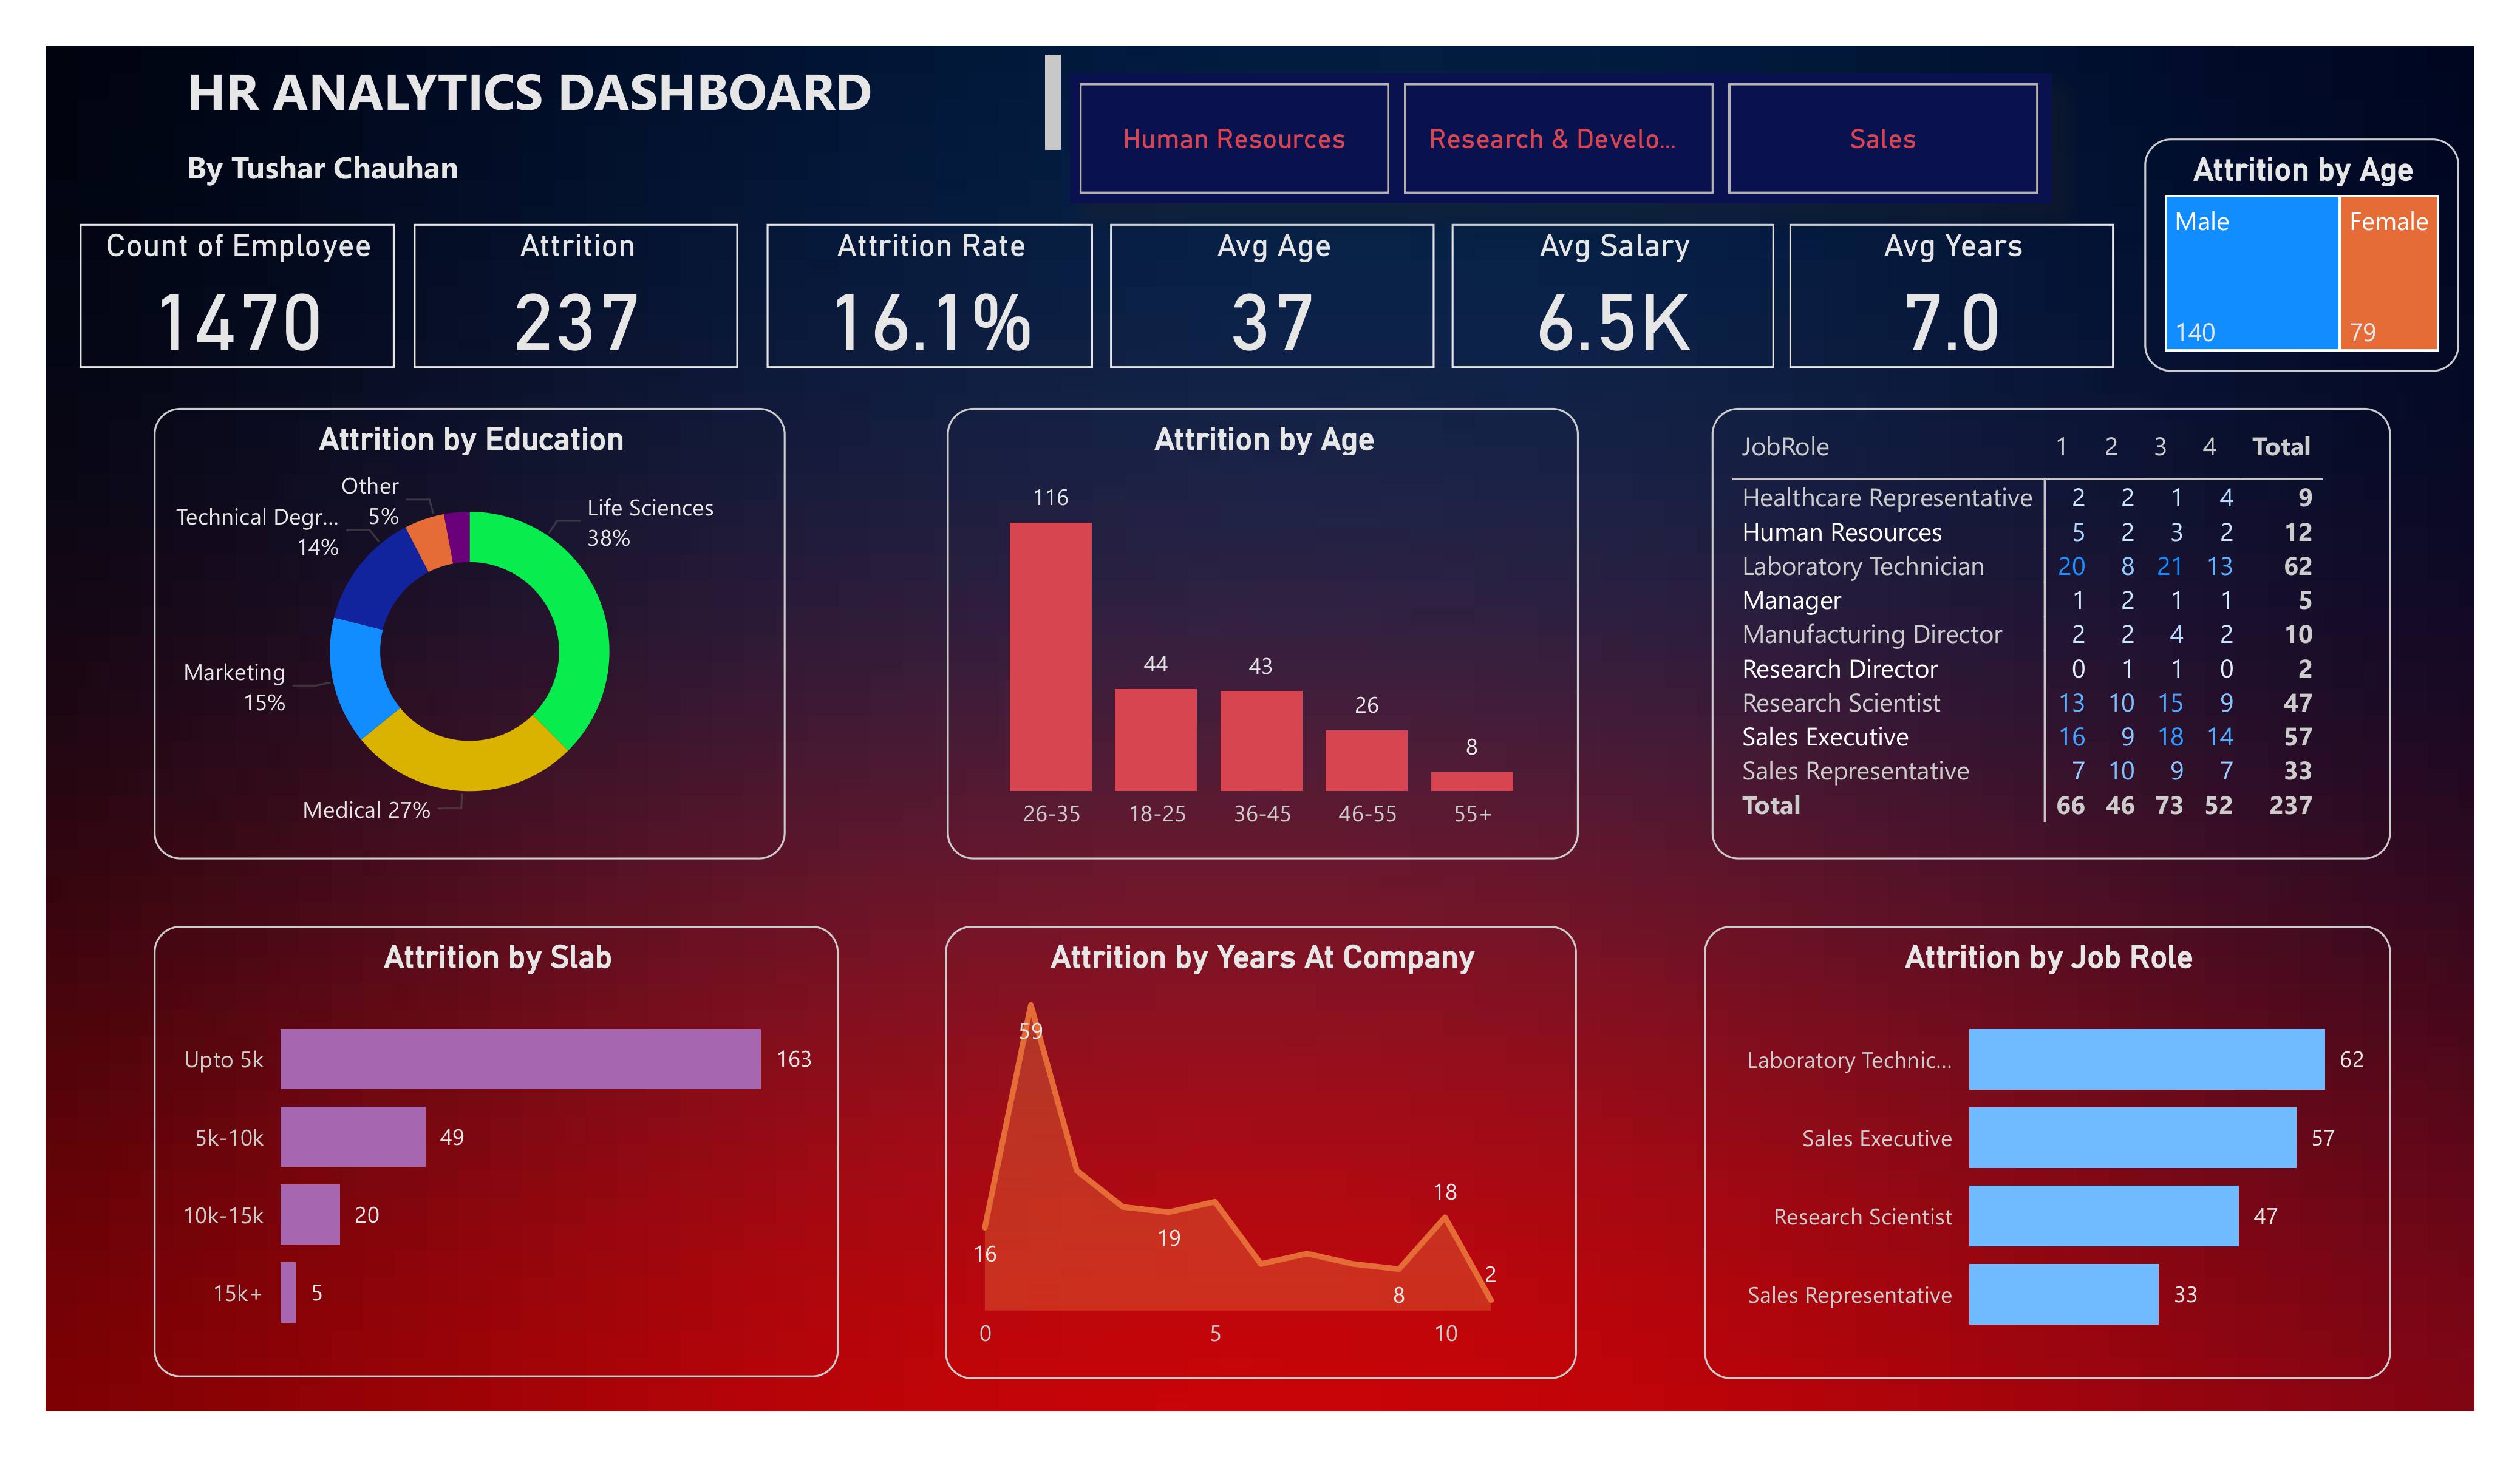 HR ANALYTICS DASHBOARD
By Tushar Chauhan
Human Resources
Research & Develo...
Sales
Count of Employee
1470
Attrition
237
Attrition Rate
16.1%
Avg Age
37
Avg Salary
6.5K
Avg Years
7.0
Attrition by Age
Male
Female
140
79
Attrition by Education
Other
5%
Life Sciences
38%
Technical Degr...
14%
Marketing
15%
Medical 27%
Attrition by Age
116
44
43
26
8
26-35 18-25 36-45 46-55 55+
JobRole 1 2 3 4 Total
Healthcare Representative 2 2 1 4 9
Human Resources 5 2 3 2 12
Laboratory Technician 20 8 21 13 62
Manager 1 2 1 1 5
Manufacturing Director 2 2 4 2 10
Research Director 0 1 1 0 2
Research Scientist 13 10 15 9 47
Sales Executive 16 9 18 14 57
Sales Representative 7 10 9 7 33
Total 66 46 73 52 237
Attrition by Slab
Upto 5k 163
5k-10k 49
10k-15k 20
15k+ 5
Attrition by Years At Company
59
16
19
8
18
2
0 5 10
Attrition by Job Role
Laboratory Technic... 62
Sales Executive 57
Research Scientist 47
Sales Representative 33